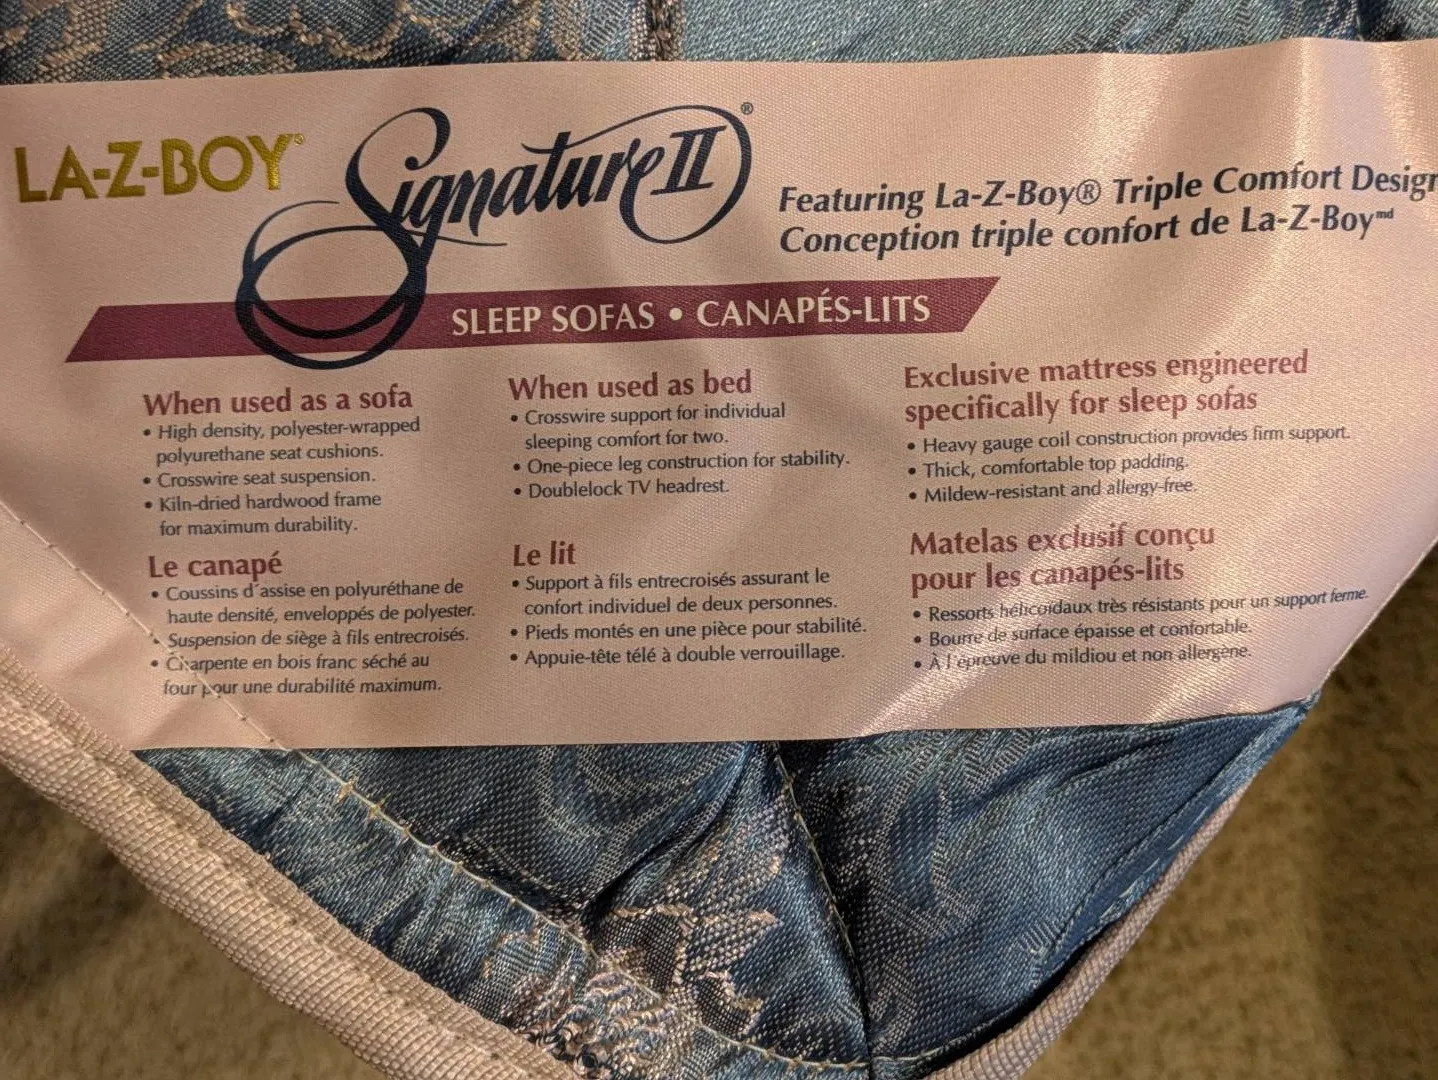 LA-Z-BOY® Signature II®
Featuring La-Z-Boy® Triple Comfort Design
Conception triple confort de La-Z-Boy md
SLEEP SOFAS • CANAPÉS-LITS
When used as a sofa
• High density, polyester-wrapped
polyurethane seat cushions.
• Crosswire seat suspension.
• Kiln-dried hardwood frame
for maximum durability.
Le canapé
• Coussins d'assise en polyuréthane de
haute densité, enveloppés de polyester.
• Suspension de siège à fils entrecroisés.
• Charpente en bois franc séché au
four pour une durabilité maximum.
When used as bed
• Crosswire support for individual
sleeping comfort for two.
• One-piece leg construction for stability.
• Doublelock TV headrest.
Le lit
• Support à fils entrecroisés assurant le
confort individuel de deux personnes.
• Pieds montés en une pièce pour stabilité.
• Appuie-tête télé à double verrouillage.
Exclusive mattress engineered
specifically for sleep sofas
• Heavy gauge coil construction provides firm support.
• Thick, comfortable top padding.
• Mildew-resistant and allergy-free.
Matelas exclusif conçu
pour les canapés-lits
• Ressorts hélicoïdaux très résistants pour un support ferme.
• Bourre de surface épaisse et confortable.
• À l'épreuve du mildiou et non allergène.